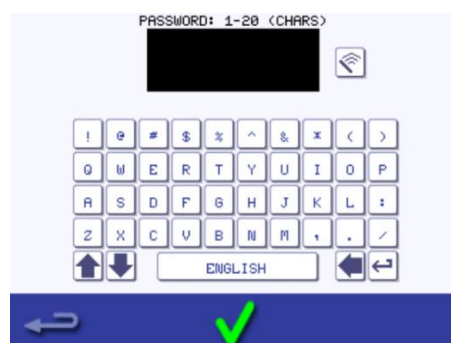 PASSWORD: 1-20 (CHARS)
! @ # $ % ^ & * ( )
Q W E R T Y U I O P
A S D F G H J K L :
Z X C V B N M , . /
ENGLISH